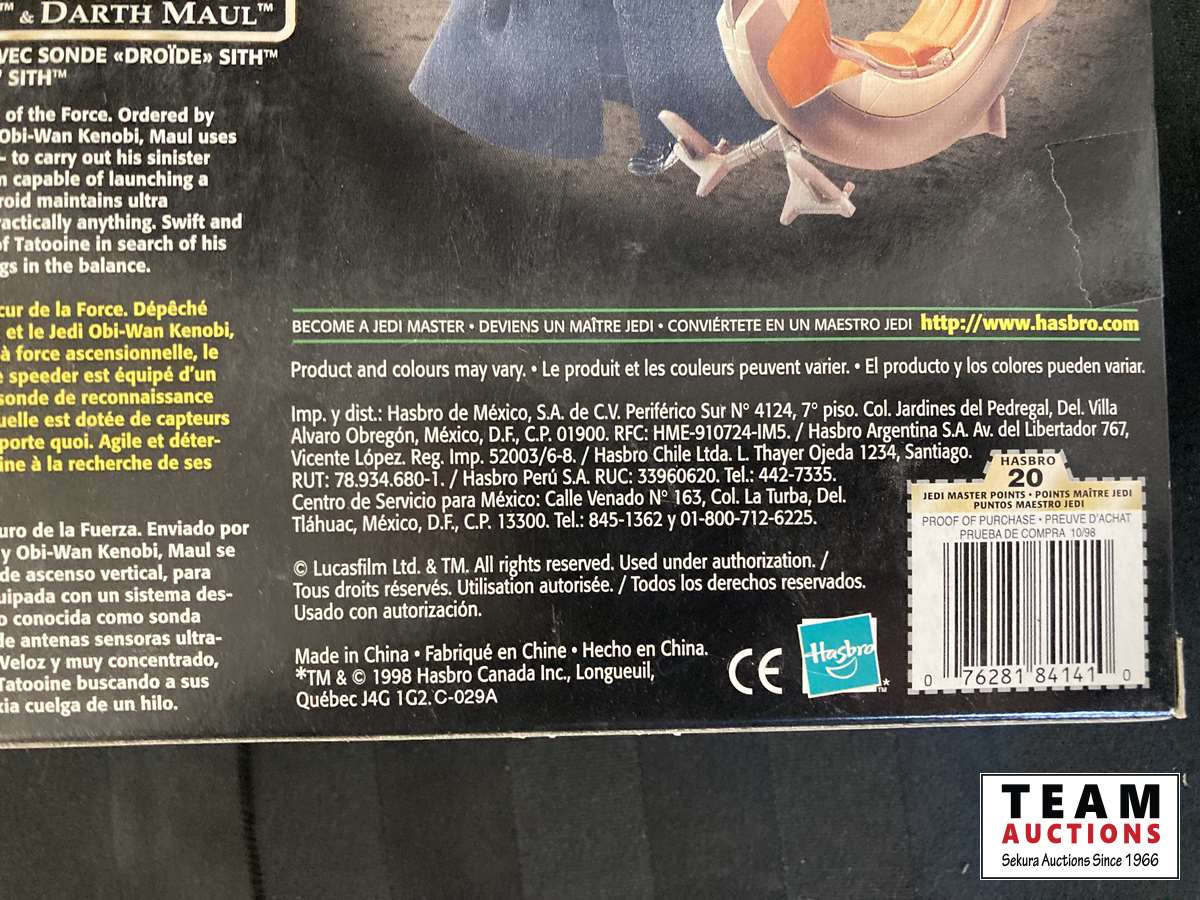 ™ & DARTH MAUL™
VEC SONDE «DROÏDE» SITH™
SITH™
of the Force. Ordered by
Obi-Wan Kenobi, Maul uses
– to carry out his sinister
capable of launching a
maintains ultra
anything. Swift and
of Tatooine in search of his
in the balance.
de la Force. Dépêché
et le Jedi Obi-Wan Kenobi,
à force ascensionnelle, le
speeder est équipé d'un
sonde de reconnaissance
est dotée de capteurs
quoi. Agile et déter-
à la recherche de ses
de la Fuerza. Enviado por
y Obi-Wan Kenobi, Maul se
de ascenso vertical, para
con un sistema des-
conocida como sonda
de antenas sensoras ultra-
Veloz y muy concentrado,
Tatooine buscando a sus
cuelga de un hilo.
BECOME A JEDI MASTER • DEVIENS UN MAÎTRE JEDI • CONVIÉRTETE EN UN MAESTRO JEDI http://www.hasbro.com
Product and colours may vary. • Le produit et les couleurs peuvent varier. • El producto y los colores pueden variar.
Imp. y dist.: Hasbro de México, S.A. de C.V. Periférico Sur N° 4124, 7° piso. Col. Jardines del Pedregal, Del. Villa
Alvaro Obregón, México, D.F., C.P. 01900. RFC: HME-910724-IM5. / Hasbro Argentina S.A. Av. del Libertador 767,
Vicente López. Reg. Imp. 52003/6-8. / Hasbro Chile Ltda. L. Thayer Ojeda 1234, Santiago.
RUT: 78.934.680-1. / Hasbro Perú S.A. RUC: 33960620. Tel.: 442-7335.
Centro de Servicio para México: Calle Venado N° 163, Col. La Turba, Del.
Tláhuac, México, D.F., C.P. 13300. Tel.: 845-1362 y 01-800-712-6225.
© Lucasfilm Ltd. & TM. All rights reserved. Used under authorization. /
Tous droits réservés. Utilisation autorisée. / Todos los derechos reservados.
Usado con autorización.
Made in China • Fabriqué en Chine • Hecho en China.
*TM & © 1998 Hasbro Canada Inc., Longueuil,
Québec J4G 1G2. C-029A
CE
Hasbro
™*
HASBRO
20
JEDI MASTER POINTS • POINTS MAÎTRE JEDI
PUNTOS MAESTRO JEDI
PROOF OF PURCHASE • PREUVE D'ACHAT
PRUEBA DE COMPRA 10/98
0 76281 84141 0
TEAM
AUCTIONS
Sekura Auctions Since 1966